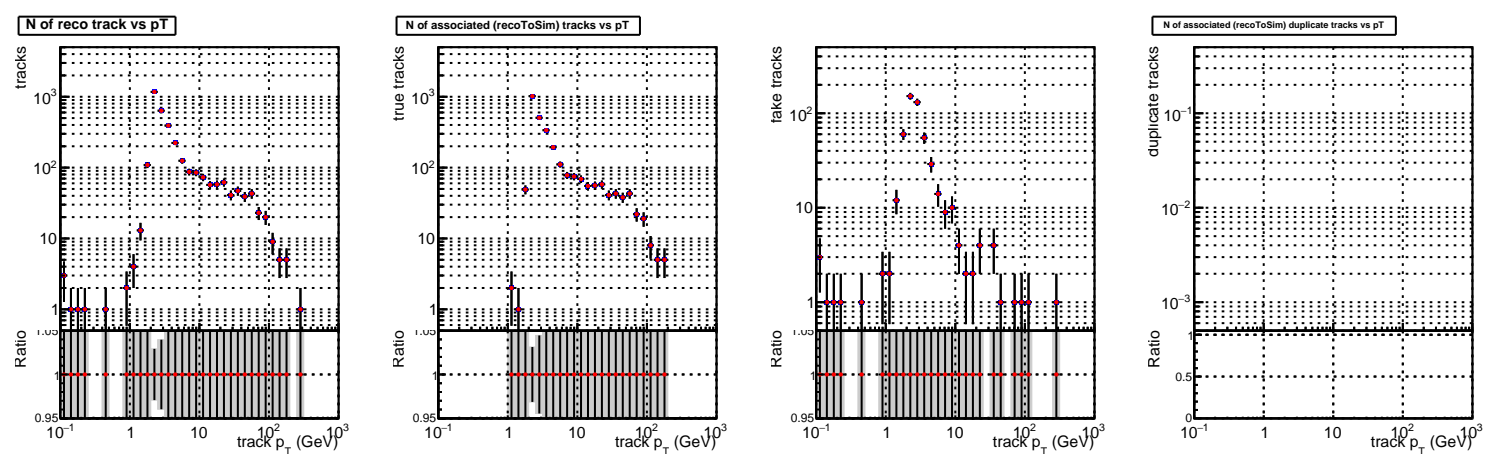 N of reco track vs pT
tracks
10³
10²
10
1
1.05
Ratio
1
0.95
10⁻¹ 1 10 10² 10³
track p_T (GeV)
N of associated (recoToSim) tracks vs pT
true tracks
10³
10²
10
1
1.05
Ratio
1
0.95
10⁻¹ 1 10 10² 10³
track p_T (GeV)
fake tracks
10²
10
1
1.05
Ratio
1
0.95
10⁻¹ 1 10 10² 10³
track p_T (GeV)
N of associated (recoToSim) duplicate tracks vs pT
duplicate tracks
10⁻¹
10⁻²
10⁻³
Ratio
1
0.5
0
10⁻¹ 1 10 10² 10³
track p_T (GeV)